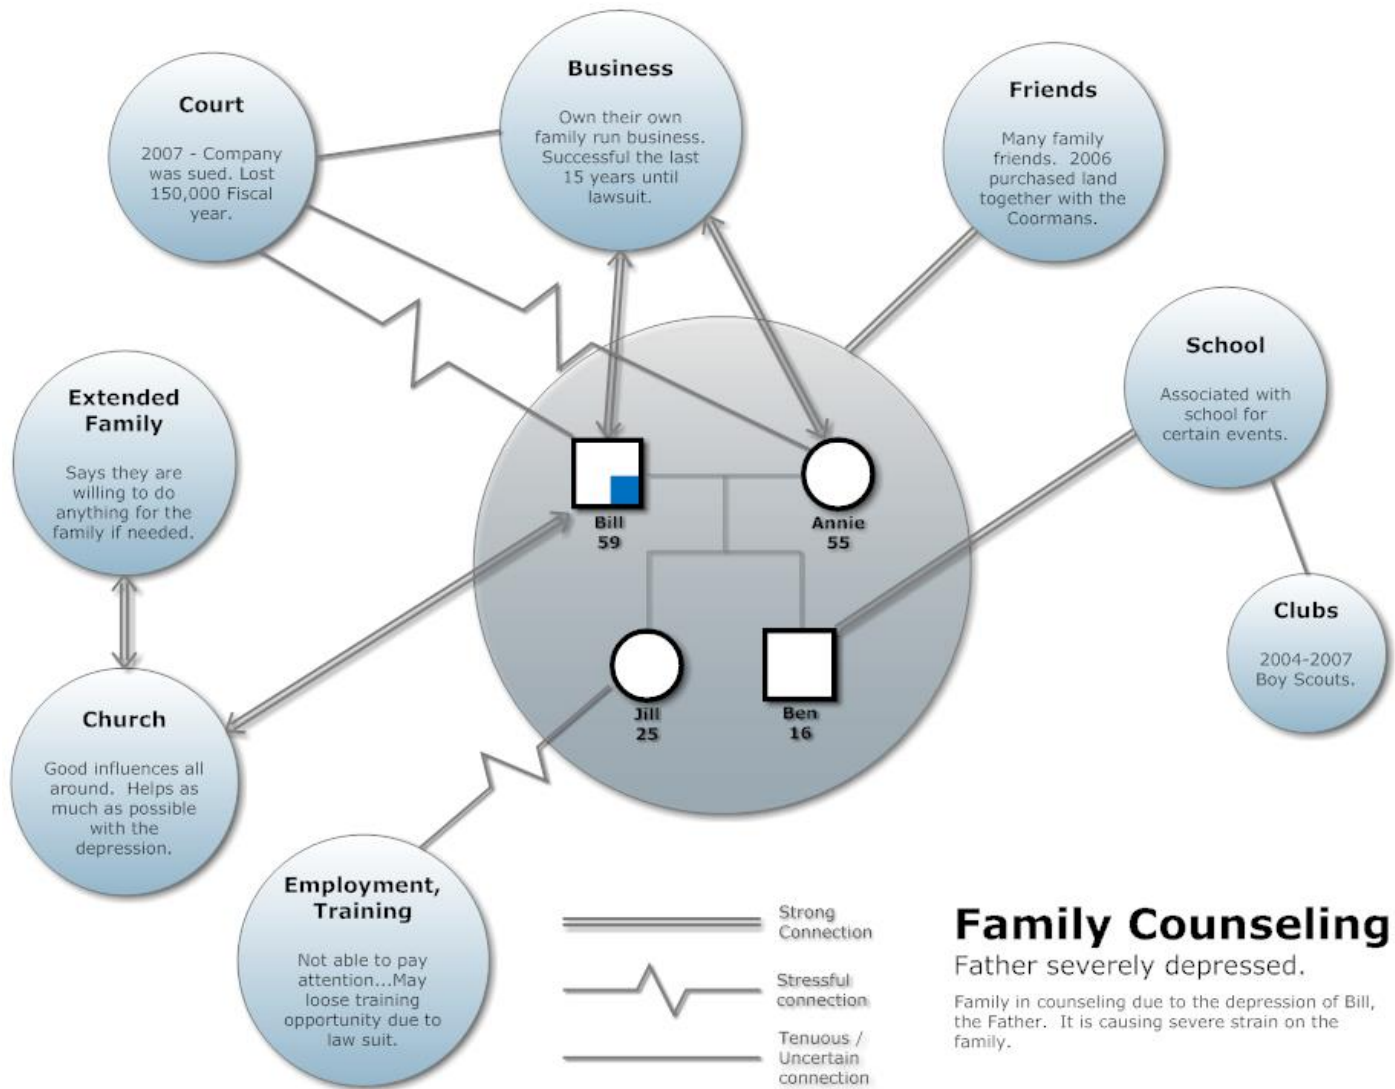 Court
2007 - Company
was sued. Lost
150,000 Fiscal
year.
Business
Own their own
family run business.
Successful the last
15 years until
lawsuit.
Friends
Many family
friends.  2006
purchased land
together with the
Coormans.
School
Associated with
school for
certain events.
Extended
Family
Says they are
willing to do
anything for the
family if needed.
Bill
59
Annie
55
Clubs
2004-2007
Boy Scouts.
Jill
25
Ben
16
Church
Good influences all
around.  Helps as
much as possible
with the
depression.
Employment,
Training
Not able to pay
attention...May
loose training
opportunity due to
law suit.
Strong
Connection
Stressful
connection
Tenuous /
Uncertain
connection
Family Counseling
Father severely depressed.
Family in counseling due to the depression of Bill,
the Father.  It is causing severe strain on the
family.